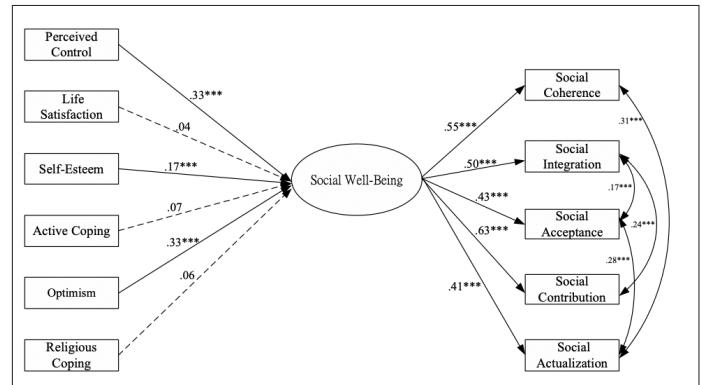 Perceived
Control
Life
Satisfaction
Self-Esteem
Active Coping
Optimism
Religious
Coping
.33***
.04
.17***
.07
.33***
.06
Social Well-Being
.55***
.50***
.43***
.63***
.41***
Social
Coherence
Social
Integration
Social
Acceptance
Social
Contribution
Social
Actualization
.31***
.17***
.24***
.28***